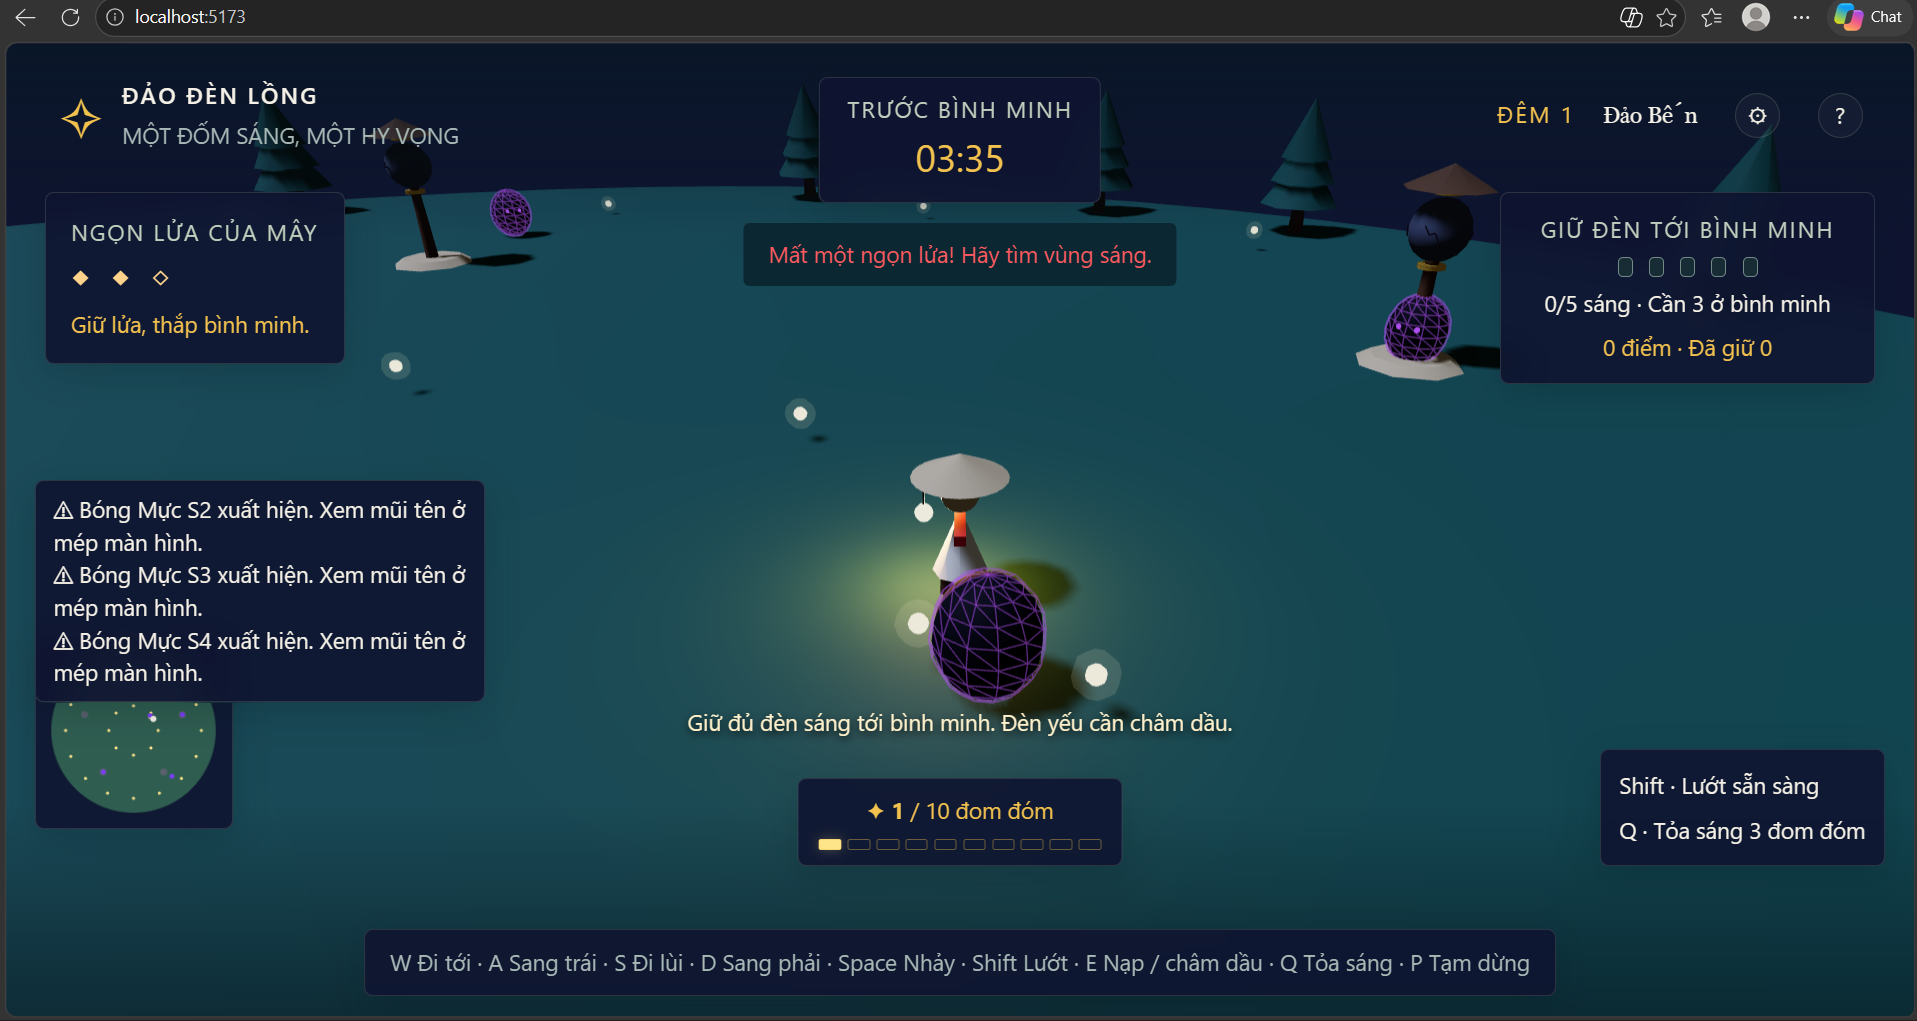 localhost:5173
Chat
ĐẢO ĐÈN LỒNG
MỘT ĐỐM SÁNG, MỘT HY VỌNG
TRƯỚC BÌNH MINH
03:35
ĐÊM 1
Đảo Bến
?
NGỌN LỬA CỦA MÂY
Giữ lửa, thắp bình minh.
Mất một ngọn lửa! Hãy tìm vùng sáng.
GIỮ ĐÈN TỚI BÌNH MINH
0/5 sáng · Cần 3 ở bình minh
0 điểm · Đã giữ 0
⚠ Bóng Mực S2 xuất hiện. Xem mũi tên ở
mép màn hình.
⚠ Bóng Mực S3 xuất hiện. Xem mũi tên ở
mép màn hình.
⚠ Bóng Mực S4 xuất hiện. Xem mũi tên ở
mép màn hình.
Giữ đủ đèn sáng tới bình minh. Đèn yếu cần châm dầu.
✦ 1 / 10 đom đóm
Shift · Lướt sẵn sàng
Q · Tỏa sáng 3 đom đóm
W Đi tới · A Sang trái · S Đi lùi · D Sang phải · Space Nhảy · Shift Lướt · E Nạp / châm dầu · Q Tỏa sáng · P Tạm dừng